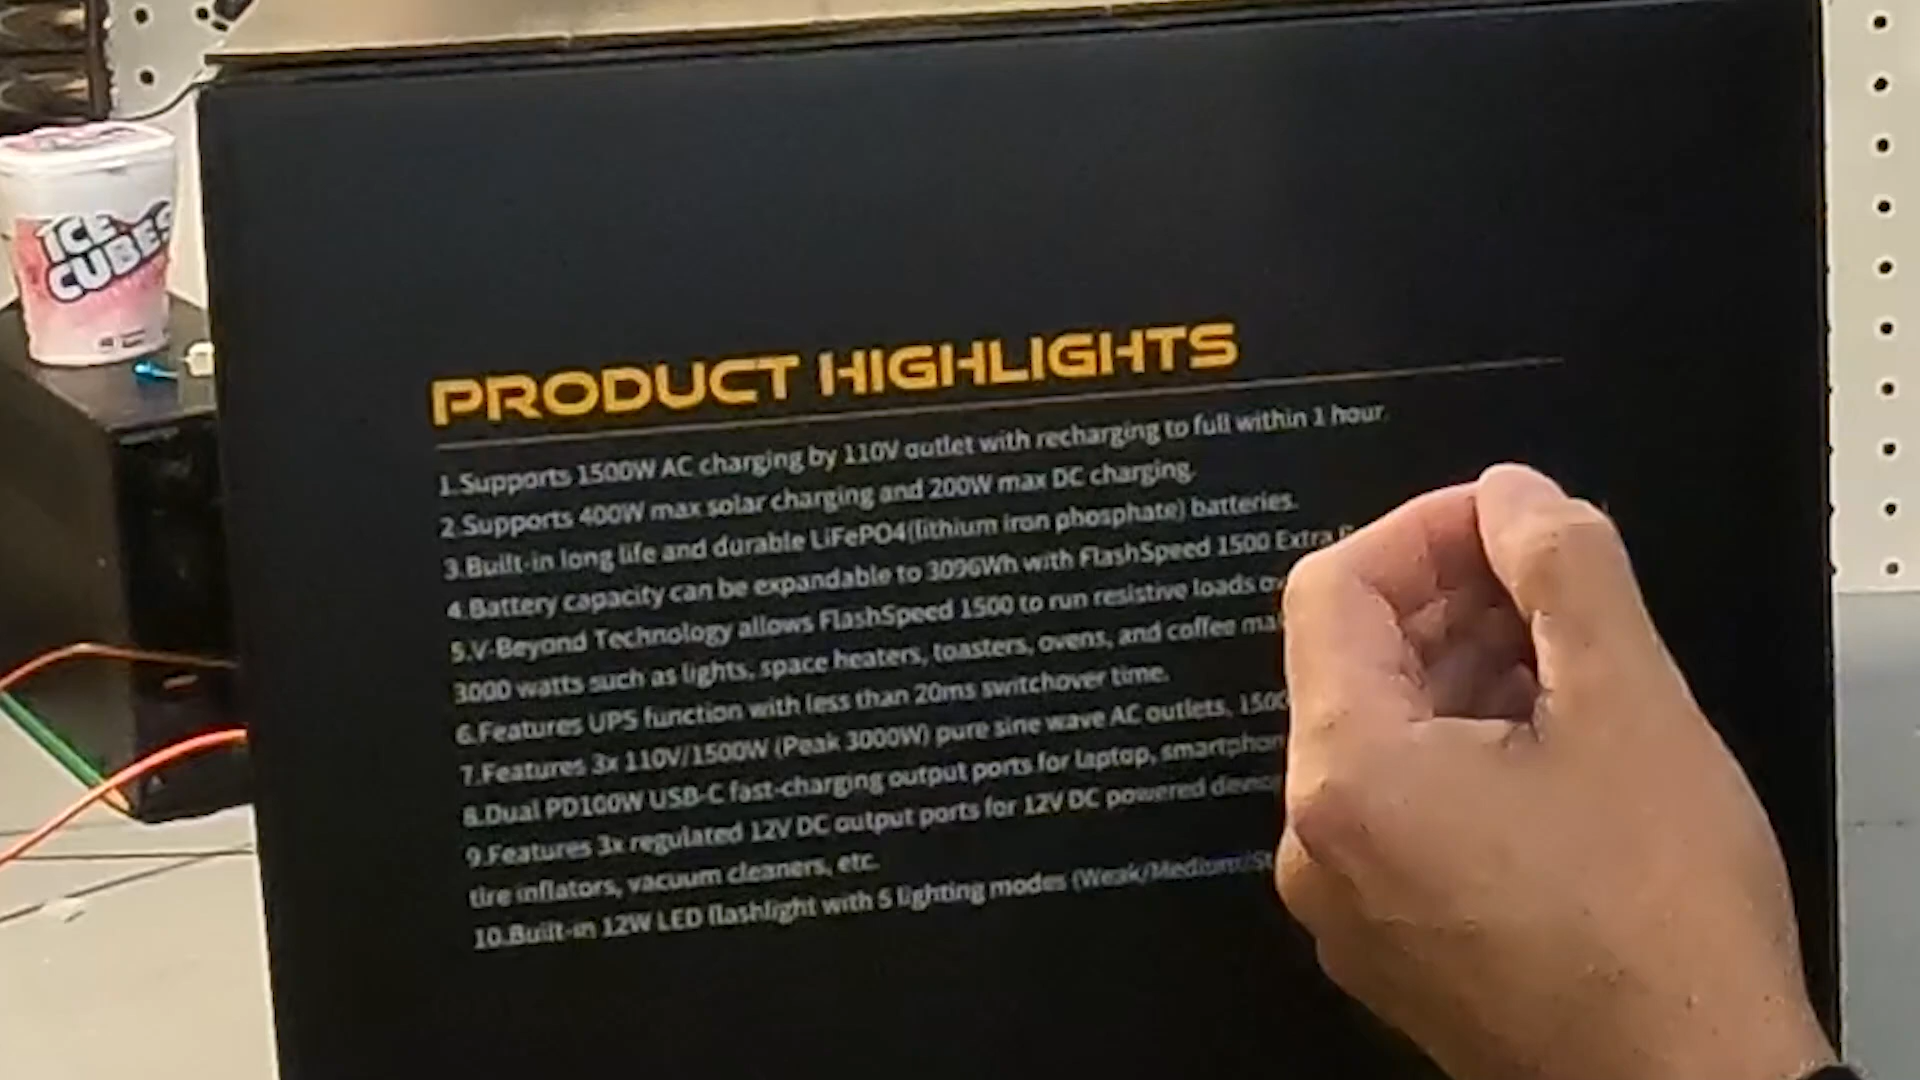 ICE
CUBES
PRODUCT HIGHLIGHTS
1.Supports 1500W AC charging by 110V outlet with recharging to full within 1 hour.
2.Supports 400W max solar charging and 200W max DC charging.
3.Built-in long life and durable LiFePO4(lithium iron phosphate) batteries.
4.Battery capacity can be expandable to 3096Wh with FlashSpeed 1500 Extra
5.V-Beyond Technology allows FlashSpeed 1500 to run resistive loads
3000 watts such as lights, space heaters, toasters, ovens, and coffee
6.Features UPS function with less than 20ms switchover time.
7.Features 3x 110V/1500W (Peak 3000W) pure sine wave AC outlets,
8.Dual PD100W USB-C fast-charging output ports for laptop,
9.Features 3x regulated 12V DC output ports for 12V DC powered
tire inflators, vacuum cleaners, etc.
10.Built-in 12W LED flashlight with 5 lighting modes (Weak/Medium/